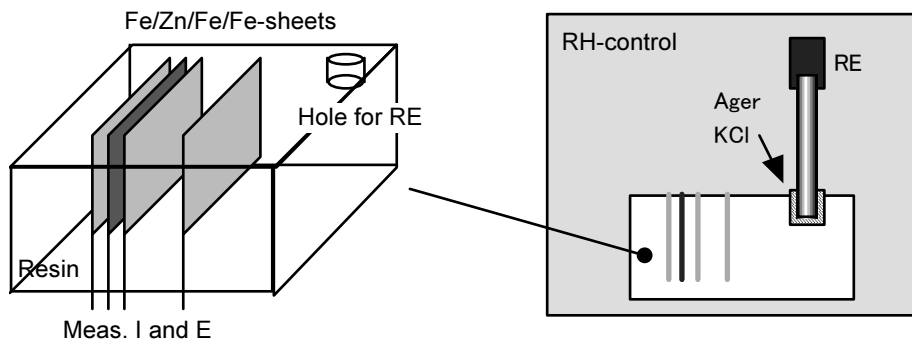 Fe/Zn/Fe/Fe-sheets
Hole for RE
Resin
Meas. I and E
RH-control
RE
Ager
KCl